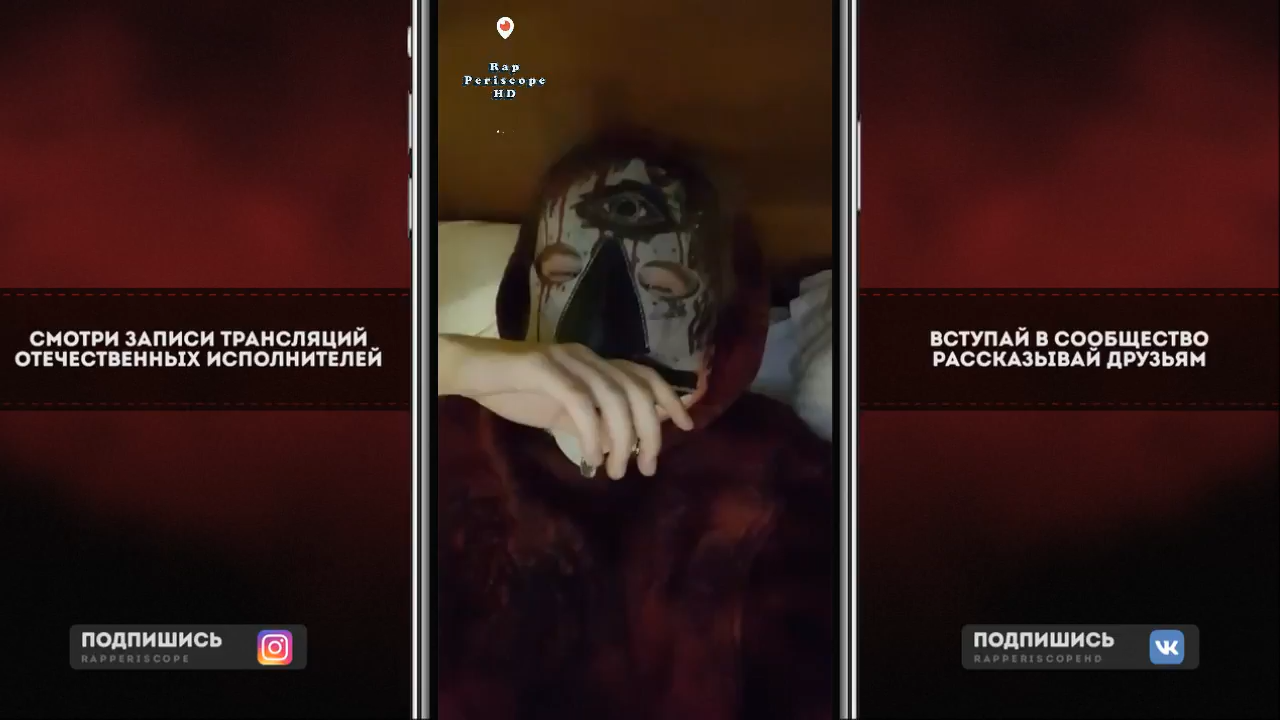 Rap
Periscope
HD
СМОТРИ ЗАПИСИ ТРАНСЛЯЦИЙ
ОТЕЧЕСТВЕННЫХ ИСПОЛНИТЕЛЕЙ
ВСТУПАЙ В СООБЩЕСТВО
РАССКАЗЫВАЙ ДРУЗЬЯМ
ПОДПИШИСЬ
RAPPERISCOPE
ПОДПИШИСЬ
RAPPERISCOPEHD